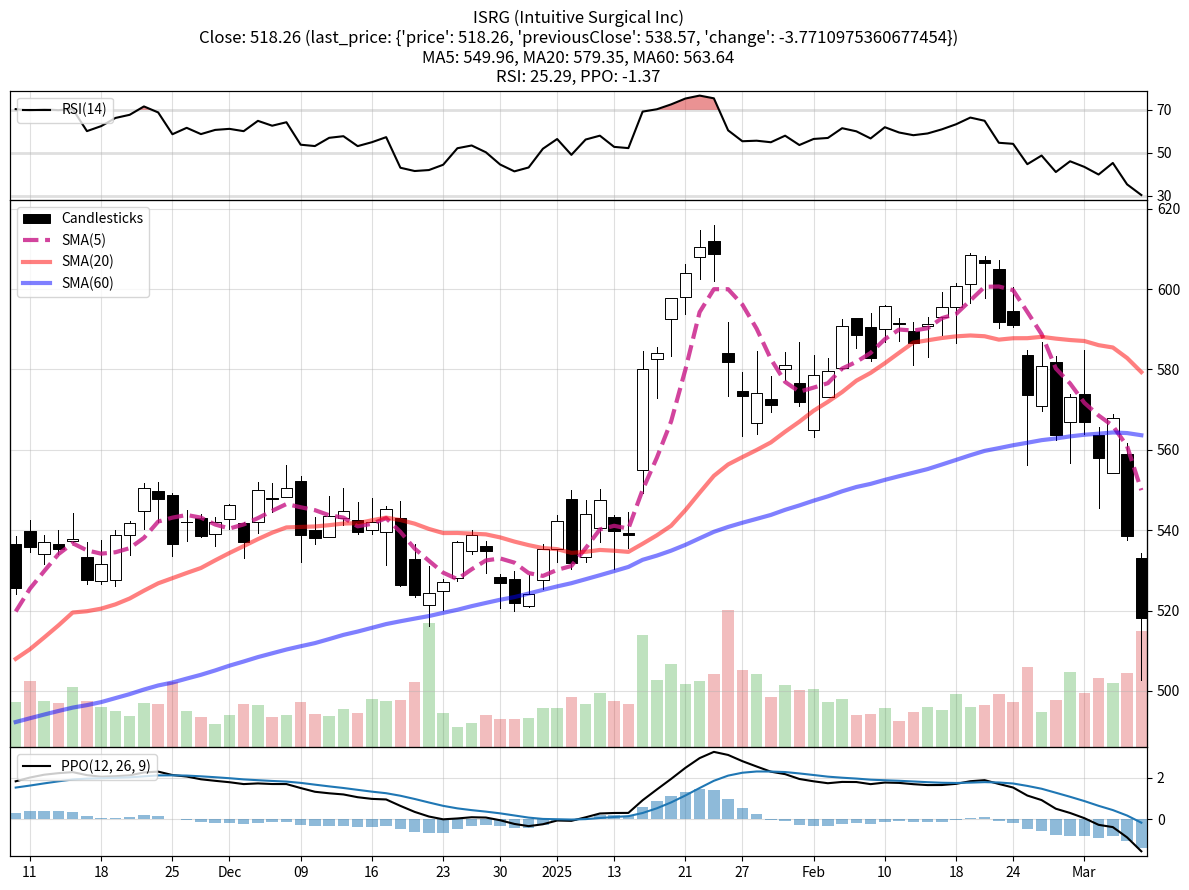 ISRG (Intuitive Surgical Inc)
Close: 518.26 (last_price: {'price': 518.26, 'previousClose': 538.57, 'change': -3.7710975360677454})
MA5: 549.96, MA20: 579.35, MA60: 563.64
RSI: 25.29, PPO: -1.37
RSI(14)
70
50
30
Candlesticks
SMA(5)
SMA(20)
SMA(60)
620
600
580
560
540
520
500
PPO(12, 26, 9)
2
0
11 18 25 Dec 09 16 23 30 2025 13 21 27 Feb 10 18 24 Mar